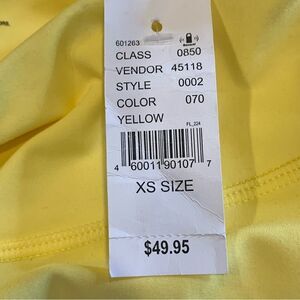 601263
CLASS 0850
VENDOR 45118
STYLE 0002
COLOR 070
YELLOW
FL_224
4 60011 90107 7
XS SIZE
$49.95